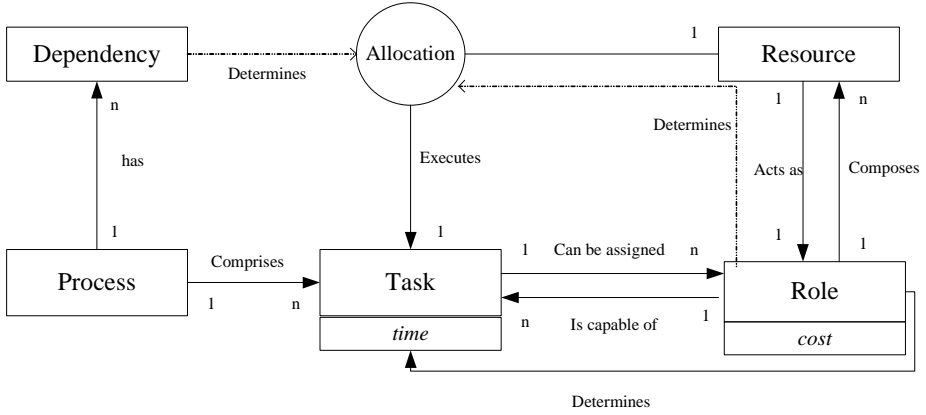 1
Dependency
Allocation
Resource
Determines
n
1
n
Determines
has
Executes
Acts as
Composes
1
1
1
1
Process
Comprises
Task
1
Can be assigned
n
Role
1
n
n
Is capable of
1
time
cost
Determines